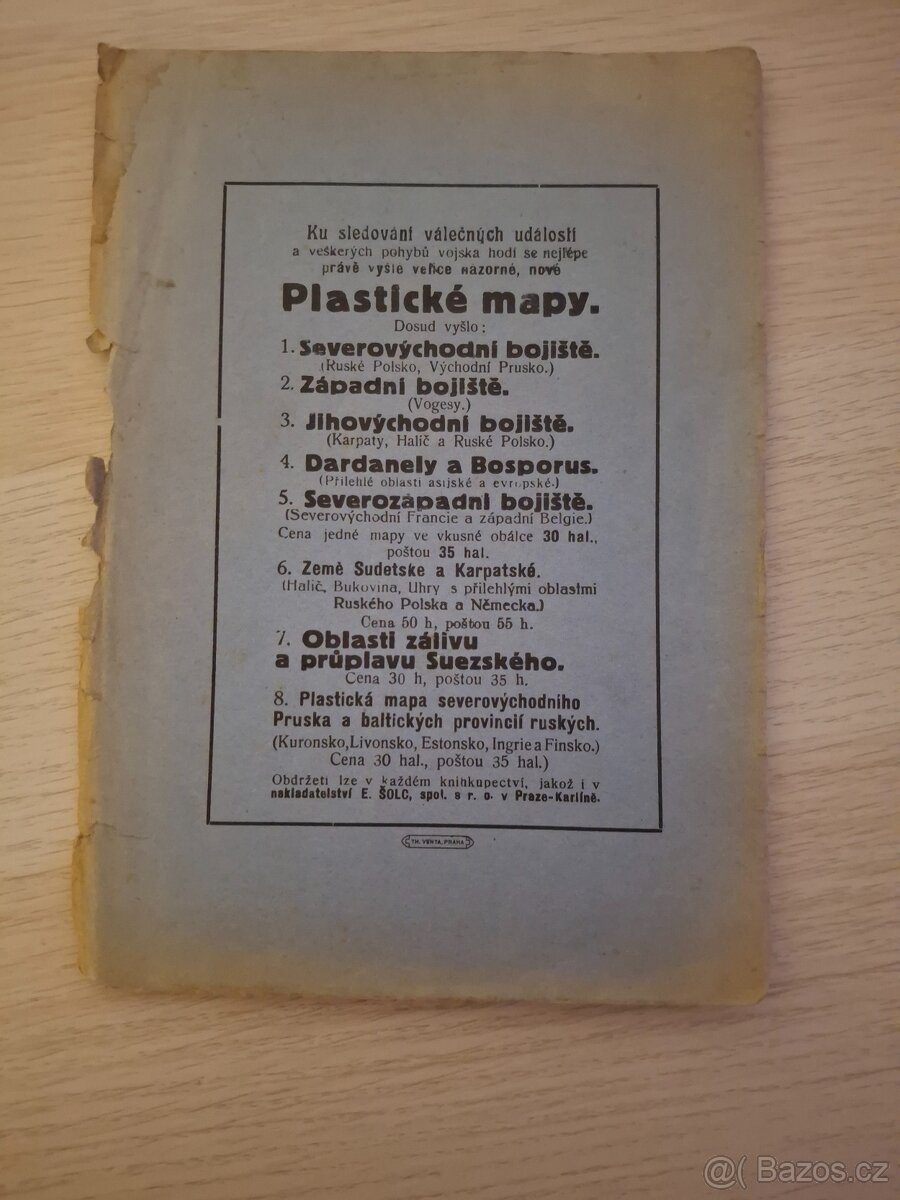 Ku sledování válečných událostí
a veškerých pohybů vojska hodí se nejlépe
právě vyšlé velice názorné, nové
Plastické mapy.
Dosud vyšlo:
1. Severovýchodní bojiště.
(Ruské Polsko, Východní Prusko.)
2. Západní bojiště.
(Vogesy.)
3. Jihovýchodní bojiště.
(Karpaty, Halič a Ruské Polsko.)
4. Dardanely a Bosporus.
(Přilehlé oblasti asijské a evropské.)
5. Severozápadní bojiště.
(Severovýchodní Francie a západní Belgie.)
Cena jedné mapy ve vkusné obálce 30 hal.,
poštou 35 hal.
6. Země Sudetske a Karpatské.
(Halič, Bukovina, Uhry s přilehlými oblastmi
Ruského Polska a Německa.)
Cena 50 h, poštou 55 h.
7. Oblasti zálivu
a průplavu Suezského.
Cena 30 h, poštou 35 h.
8. Plastická mapa severovýchodního
Pruska a baltických provincií ruských.
(Kuronsko, Livonsko, Estonsko, Ingrie a Finsko.)
Cena 30 hal., poštou 35 hal.)
Obdržeti lze v každém knihkupectví, jakož i v
nakladatelství E. ŠOLC, spol. s r. o. v Praze-Karlíně.
TH. VENTA, PRAHA
@( Bazos.cz